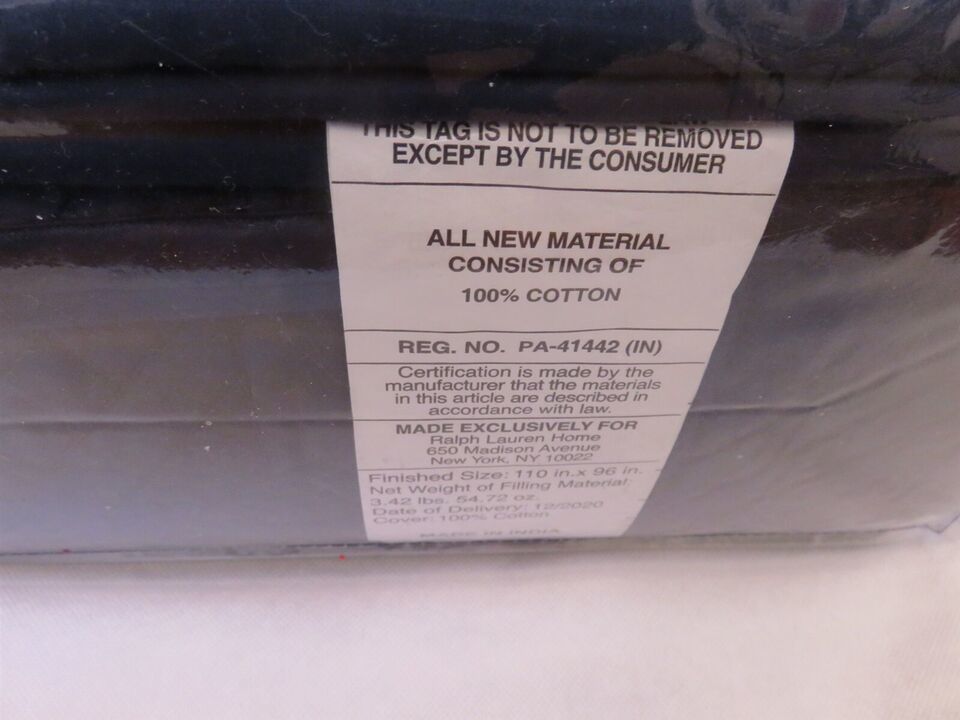 THIS TAG IS NOT TO BE REMOVED
EXCEPT BY THE CONSUMER
ALL NEW MATERIAL
CONSISTING OF
100% COTTON
REG. NO. PA-41442 (IN)
Certification is made by the
manufacturer that the materials
in this article are described in
accordance with law.
MADE EXCLUSIVELY FOR
Ralph Lauren Home
650 Madison Avenue
New York, NY 10022
Finished Size: 110 in.x 96 in.
Net Weight of Filling Material:
3.42 lbs. 54.72 oz.
Date of Delivery: 12/2020
Cover: 100% Cotton
MADE IN INDIA